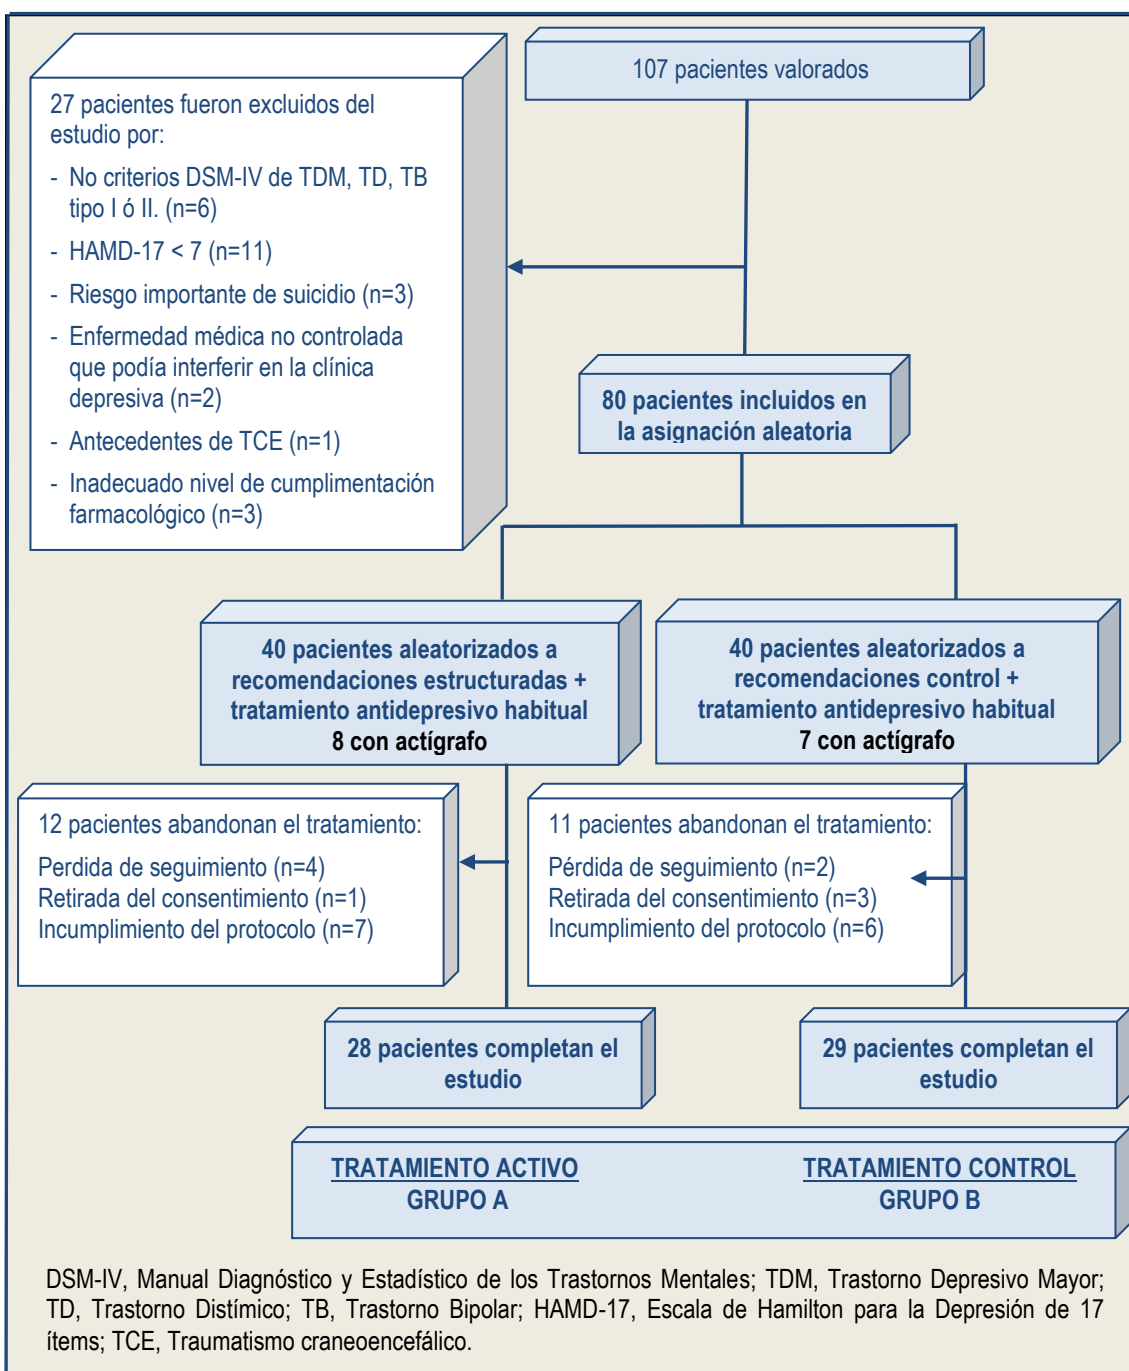 107 pacientes valorados
27 pacientes fueron excluidos del
estudio por:
- No criterios DSM-IV de TDM, TD, TB
tipo I ó II. (n=6)
- HAMD-17 < 7 (n=11)
- Riesgo importante de suicidio (n=3)
- Enfermedad médica no controlada
que podía interferir en la clínica
depresiva (n=2)
- Antecedentes de TCE (n=1)
- Inadecuado nivel de cumplimentación
farmacológico (n=3)
80 pacientes incluidos en
la asignación aleatoria
40 pacientes aleatorizados a
recomendaciones estructuradas +
tratamiento antidepresivo habitual
8 con actígrafo
40 pacientes aleatorizados a
recomendaciones control +
tratamiento antidepresivo habitual
7 con actígrafo
12 pacientes abandonan el tratamiento:
Perdida de seguimiento (n=4)
Retirada del consentimiento (n=1)
Incumplimiento del protocolo (n=7)
11 pacientes abandonan el tratamiento:
Pérdida de seguimiento (n=2)
Retirada del consentimiento (n=3)
Incumplimiento del protocolo (n=6)
28 pacientes completan el
estudio
29 pacientes completan el
estudio
TRATAMIENTO ACTIVO
GRUPO A
TRATAMIENTO CONTROL
GRUPO B
DSM-IV, Manual Diagnóstico y Estadístico de los Trastornos Mentales; TDM, Trastorno Depresivo Mayor;
TD, Trastorno Distímico; TB, Trastorno Bipolar; HAMD-17, Escala de Hamilton para la Depresión de 17
ítems; TCE, Traumatismo craneoencefálico.